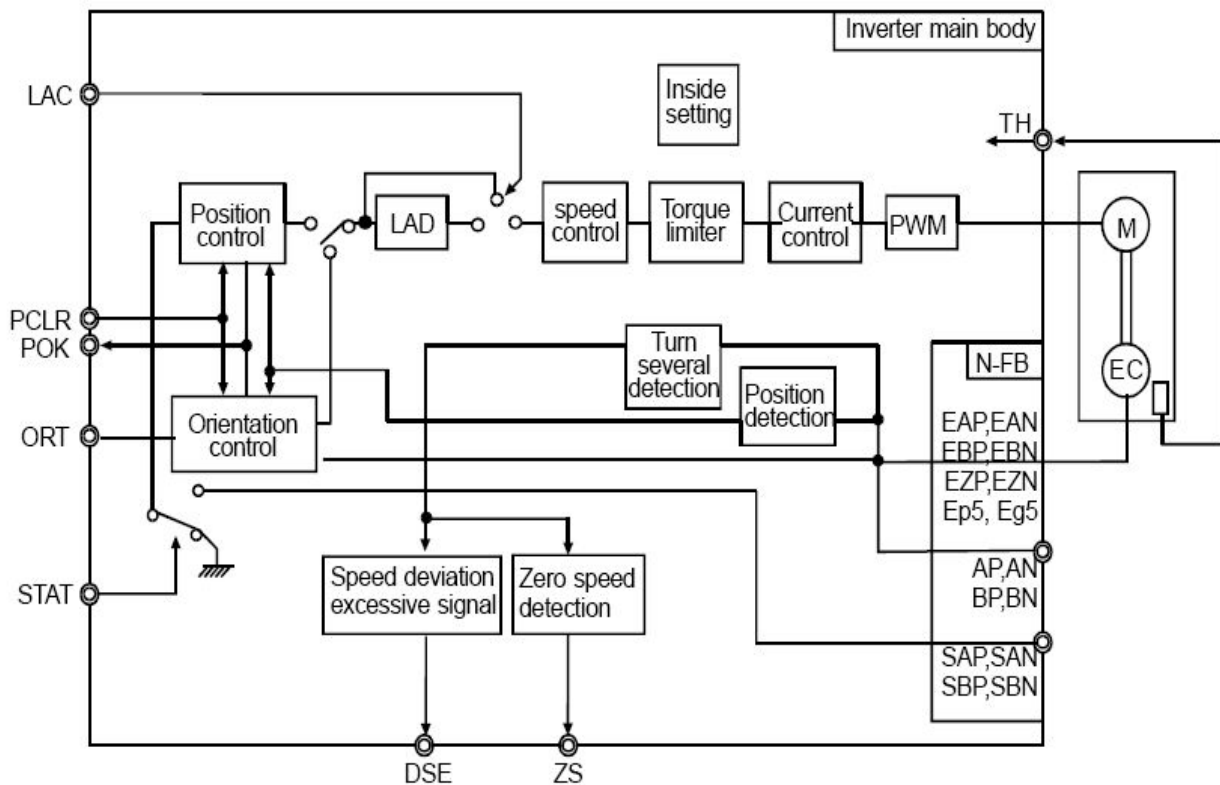 Inverter main body
LAC
Inside
setting
TH
Position
control
LAD
speed
control
Torque
limiter
Current
control
PWM
M
PCLR
POK
Turn
several
detection
N-FB
EC
Position
detection
ORT
Orientation
control
EAP,EAN
EBP,EBN
EZP,EZN
Ep5, Eg5
STAT
Speed deviation
excessive signal
Zero speed
detection
AP,AN
BP,BN
SAP,SAN
SBP,SBN
DSE
ZS